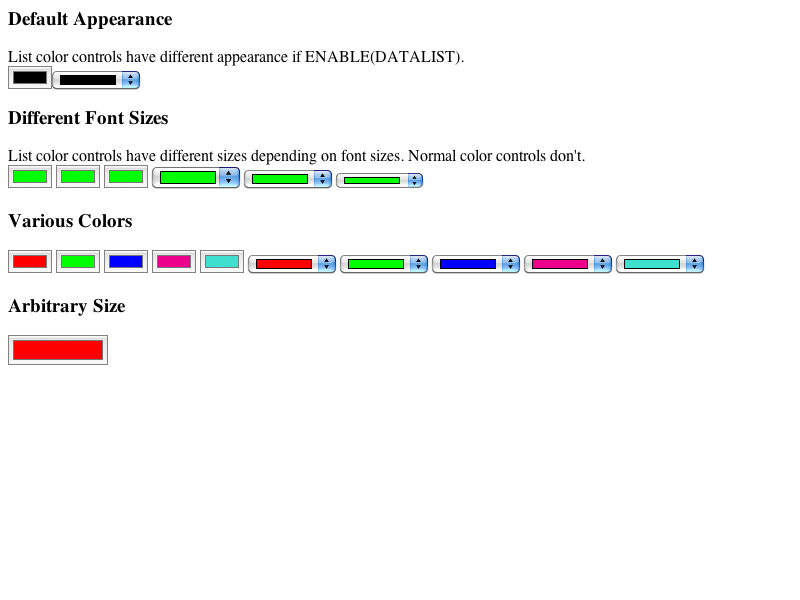 Default Appearance
List color controls have different appearance if ENABLE(DATALIST).
Different Font Sizes
List color controls have different sizes depending on font sizes. Normal color controls don't.
Various Colors
Arbitrary Size